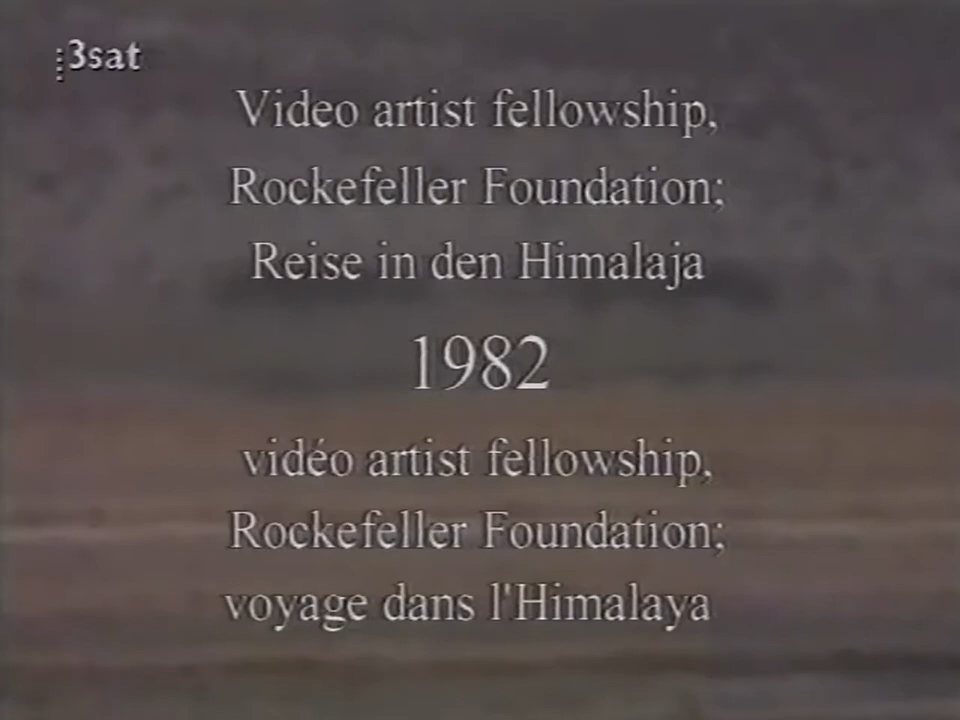 3sat
Video artist fellowship,
Rockefeller Foundation;
Reise in den Himalaja
1982
vidéo artist fellowship,
Rockefeller Foundation;
voyage dans l'Himalaya